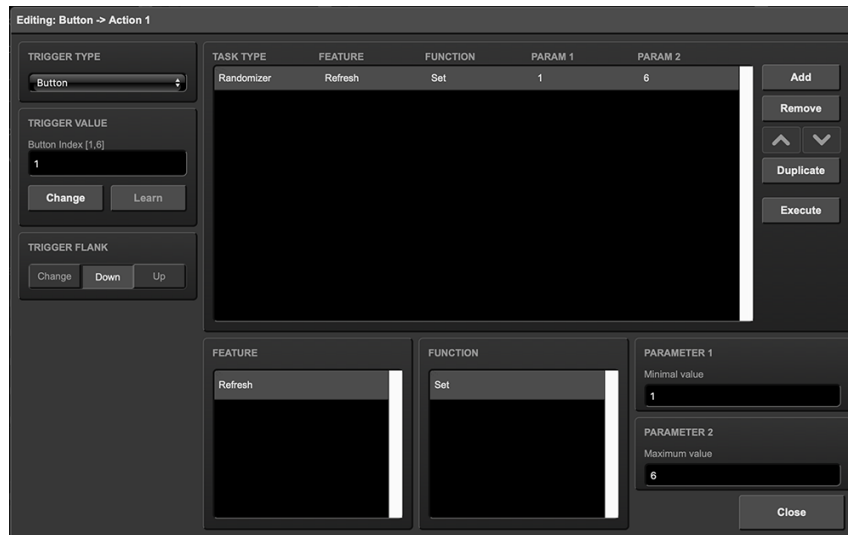 Editing: Button -> Action 1
TRIGGER TYPE
Button
TRIGGER VALUE
Button Index [1,6]
1
Change Learn
TRIGGER FLANK
Change Down Up
TASK TYPE FEATURE FUNCTION PARAM 1 PARAM 2
Randomizer Refresh Set 1 6
Add
Remove
Duplicate
Execute
FEATURE
Refresh
FUNCTION
Set
PARAMETER 1
Minimal value
1
PARAMETER 2
Maximum value
6
Close